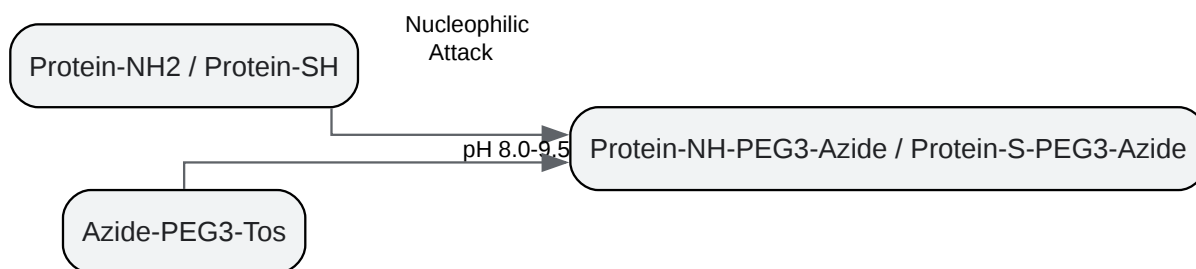 Nucleophilic
Attack
Protein-NH2 / Protein-SH
pH 8.0-9.5
Protein-NH-PEG3-Azide / Protein-S-PEG3-Azide
Azide-PEG3-Tos